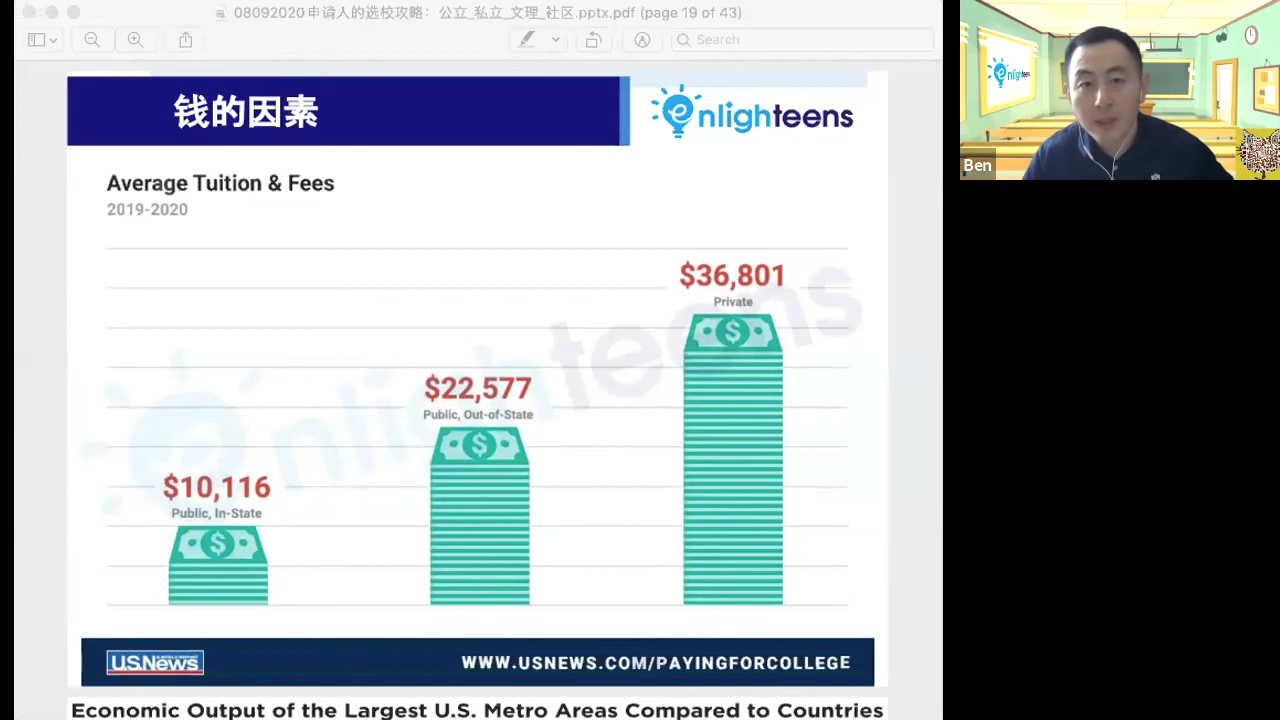 08092020申请人的选校攻略：公立_私立_文理_社区.pptx.pdf (page 19 of 43)
Search
钱的因素
enlighteens
Average Tuition & Fees
2019-2020
$36,801
Private
$22,577
Public, Out-of-State
$10,116
Public, In-State
enlighteens
U.S.News
WWW.USNEWS.COM/PAYINGFORCOLLEGE
Economic Output of the Largest U.S. Metro Areas Compared to Countries
enlighteens
Ben